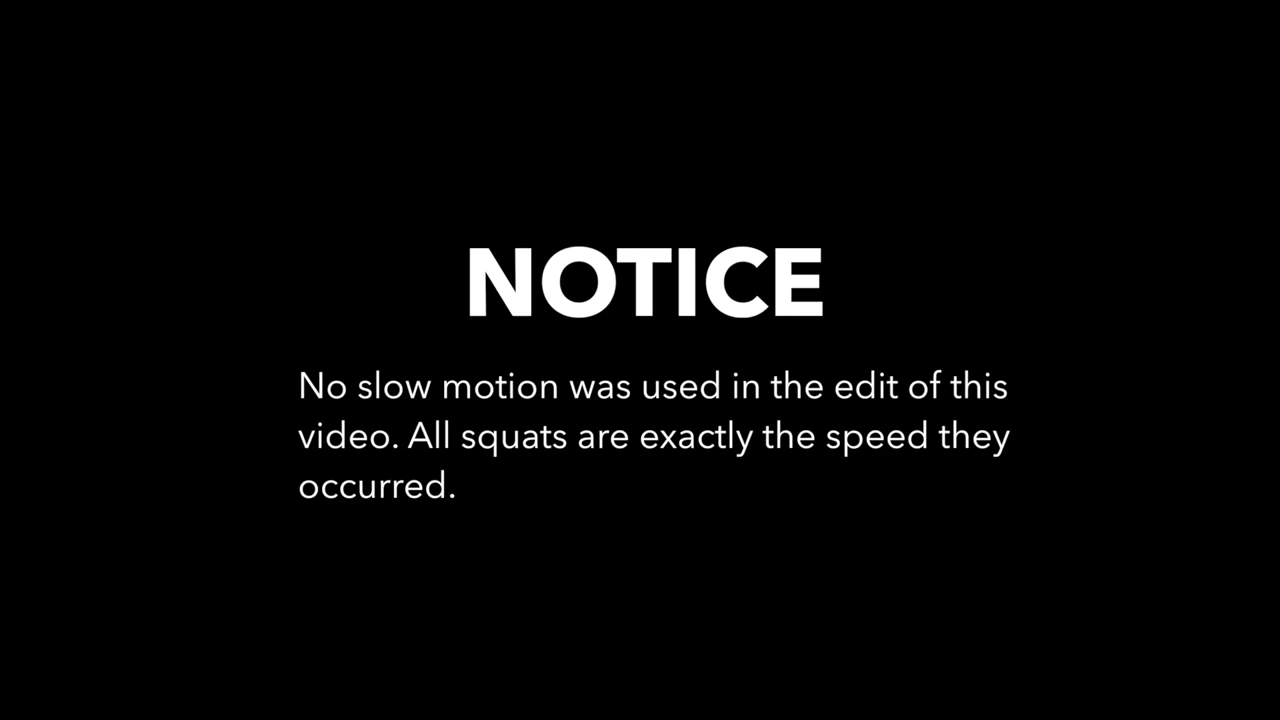 NOTICE
No slow motion was used in the edit of this
video. All squats are exactly the speed they
occurred.